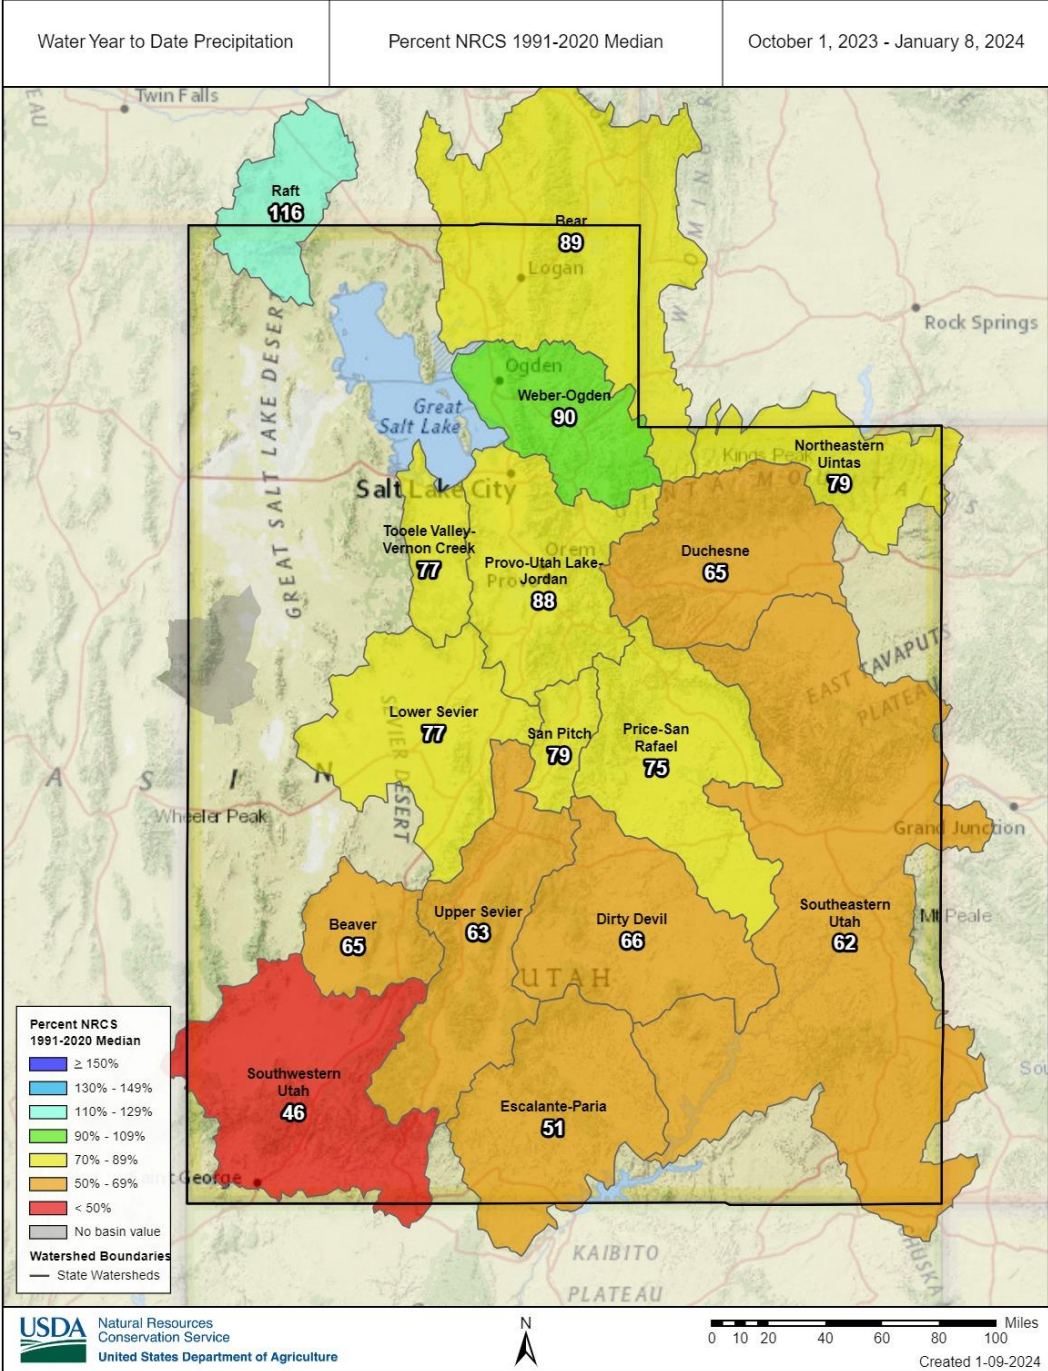 Water Year to Date Precipitation
Percent NRCS 1991-2020 Median
October 1, 2023 - January 8, 2024
Twin Falls
Raft
116
Bear
89
Logan
WYOMING
Rock Springs
GREAT SALT LAKE DESERT
Ogden
Weber-Ogden
90
Great
Salt Lake
Kings Peak
Northeastern
Uintas
79
Salt Lake City
Tooele Valley-
Vernon Creek
77
Orem
Provo-Utah Lake-
Jordan
88
Duchesne
65
EAST TAVAPUTS
PLATEAU
Lower Sevier
77
SEVIER DESERT
San Pitch
79
Price-San
Rafael
75
A S I N
Wheeler Peak
Grand Junction
Beaver
65
Upper Sevier
63
Dirty Devil
66
Southeastern
Utah
62
Mt Peale
UTAH
Southwestern
Utah
46
Escalante-Paria
51
KAIBITO
PLATEAU
CHUSKA
Percent NRCS
1991-2020 Median
≥ 150%
130% - 149%
110% - 129%
90% - 109%
70% - 89%
50% - 69%
< 50%
No basin value
Watershed Boundaries
State Watersheds
USDA
Natural Resources
Conservation Service
United States Department of Agriculture
N
Miles
0 10 20 40 60 80 100
Created 1-09-2024